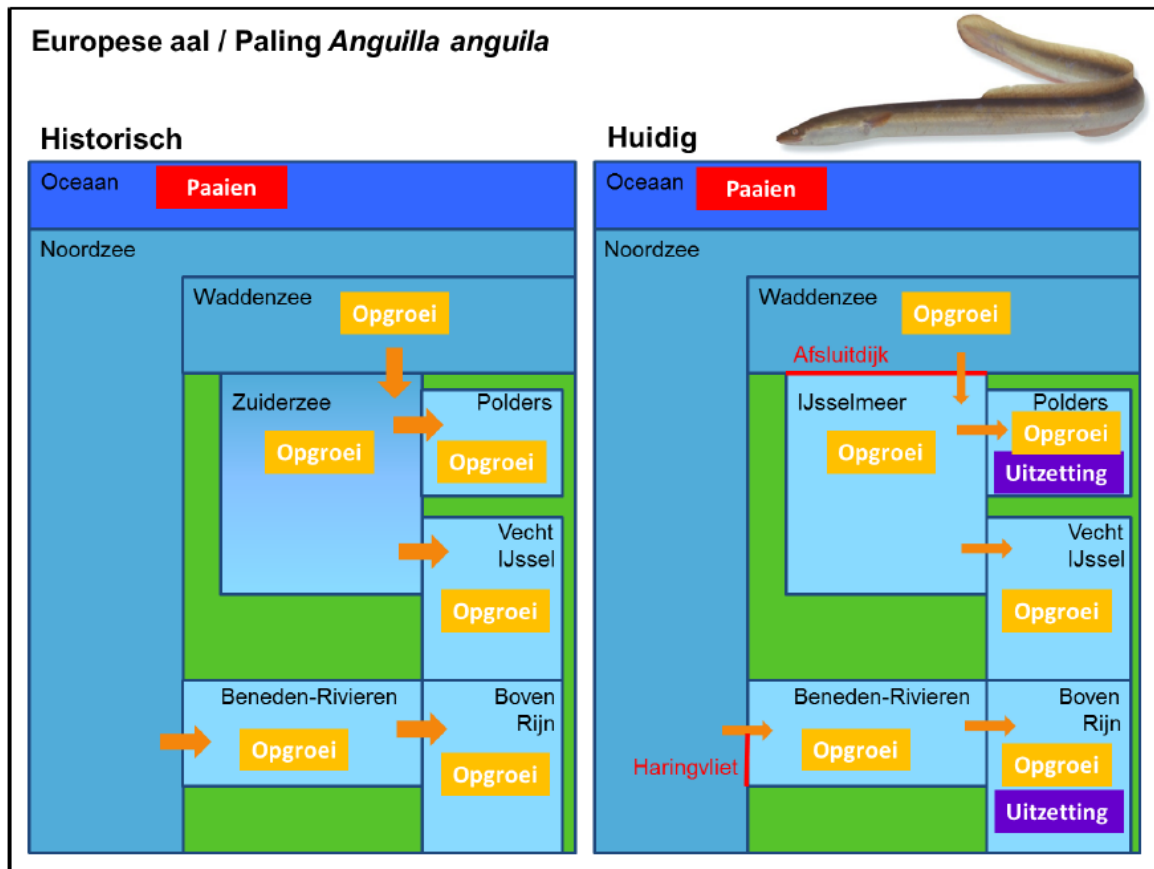 Europese aal / Paling Anguilla anguila
Historisch
Oceaan
Paaien
Noordzee
Waddenzee
Opgroei
Zuiderzee
Opgroei
Polders
Opgroei
Vecht
IJssel
Opgroei
Beneden-Rivieren
Opgroei
Boven
Rijn
Opgroei
Huidig
Oceaan
Paaien
Noordzee
Waddenzee
Opgroei
Afsluitdijk
IJsselmeer
Opgroei
Polders
Opgroei
Uitzetting
Vecht
IJssel
Opgroei
Beneden-Rivieren
Opgroei
Haringvliet
Boven
Rijn
Opgroei
Uitzetting